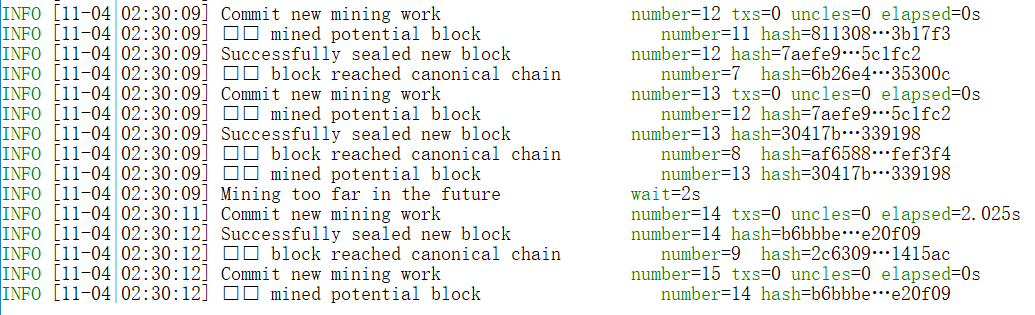 INFO [11-04|02:30:09] Commit new mining work number=12 txs=0 uncles=0 elapsed=0s
INFO [11-04|02:30:09] □□ mined potential block number=11 hash=811308…3b17f3
INFO [11-04|02:30:09] Successfully sealed new block number=12 hash=7aefe9…5c1fc2
INFO [11-04|02:30:09] □□ block reached canonical chain number=7 hash=6b26e4…35300c
INFO [11-04|02:30:09] Commit new mining work number=13 txs=0 uncles=0 elapsed=0s
INFO [11-04|02:30:09] □□ mined potential block number=12 hash=7aefe9…5c1fc2
INFO [11-04|02:30:09] Successfully sealed new block number=13 hash=30417b…339198
INFO [11-04|02:30:09] □□ block reached canonical chain number=8 hash=af6588…fef3f4
INFO [11-04|02:30:09] □□ mined potential block number=13 hash=30417b…339198
INFO [11-04|02:30:09] Mining too far in the future wait=2s
INFO [11-04|02:30:11] Commit new mining work number=14 txs=0 uncles=0 elapsed=2.025s
INFO [11-04|02:30:12] Successfully sealed new block number=14 hash=b6bbbe…e20f09
INFO [11-04|02:30:12] □□ block reached canonical chain number=9 hash=2c6309…1415ac
INFO [11-04|02:30:12] Commit new mining work number=15 txs=0 uncles=0 elapsed=0s
INFO [11-04|02:30:12] □□ mined potential block number=14 hash=b6bbbe…e20f09